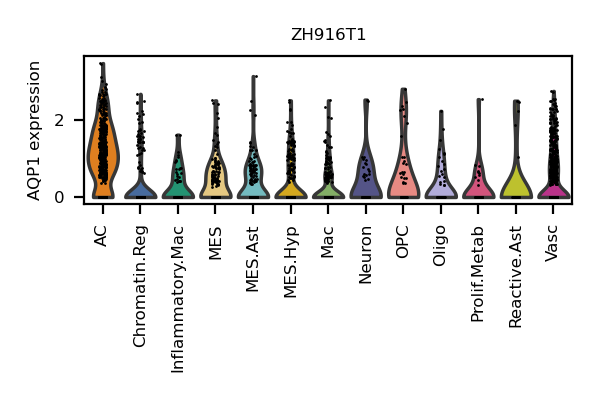 ZH916T1
AQP1 expression
2
0
AC
Chromatin.Reg
Inflammatory.Mac
MES
MES.Ast
MES.Hyp
Mac
Neuron
OPC
Oligo
Prolif.Metab
Reactive.Ast
Vasc